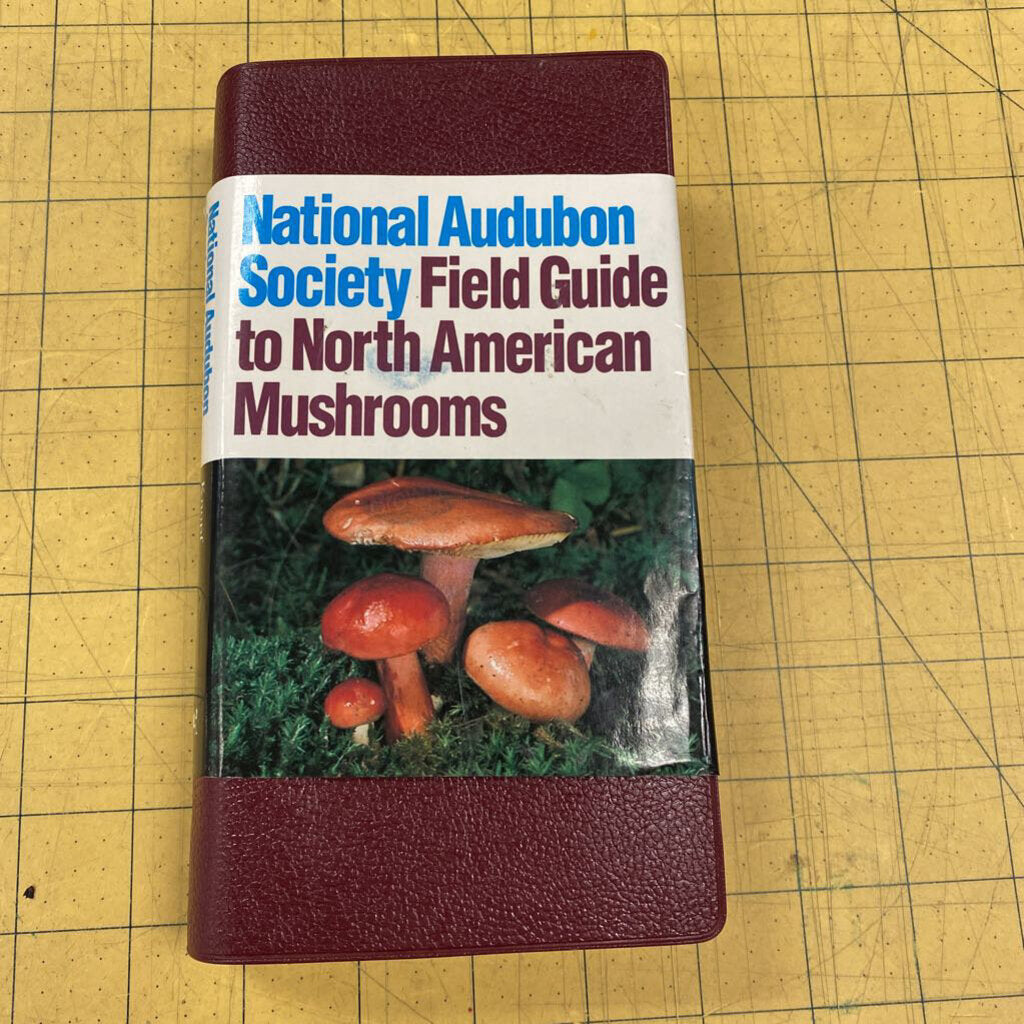 National Audubon
Society Field Guide
to North American
Mushrooms
National Audubon